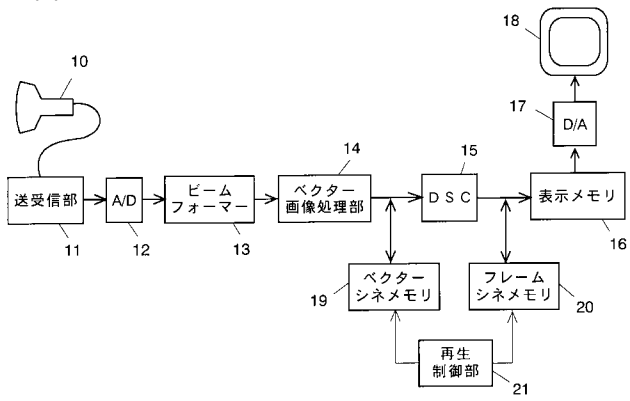 18
10
17
D/A
14
15
送受信部
A/D
ビーム
フォーマー
ベクター
画像処理部
DSC
表示メモリ
11
12
13
16
19
ベクター
シネメモリ
フレーム
シネメモリ
20
再生
制御部
21